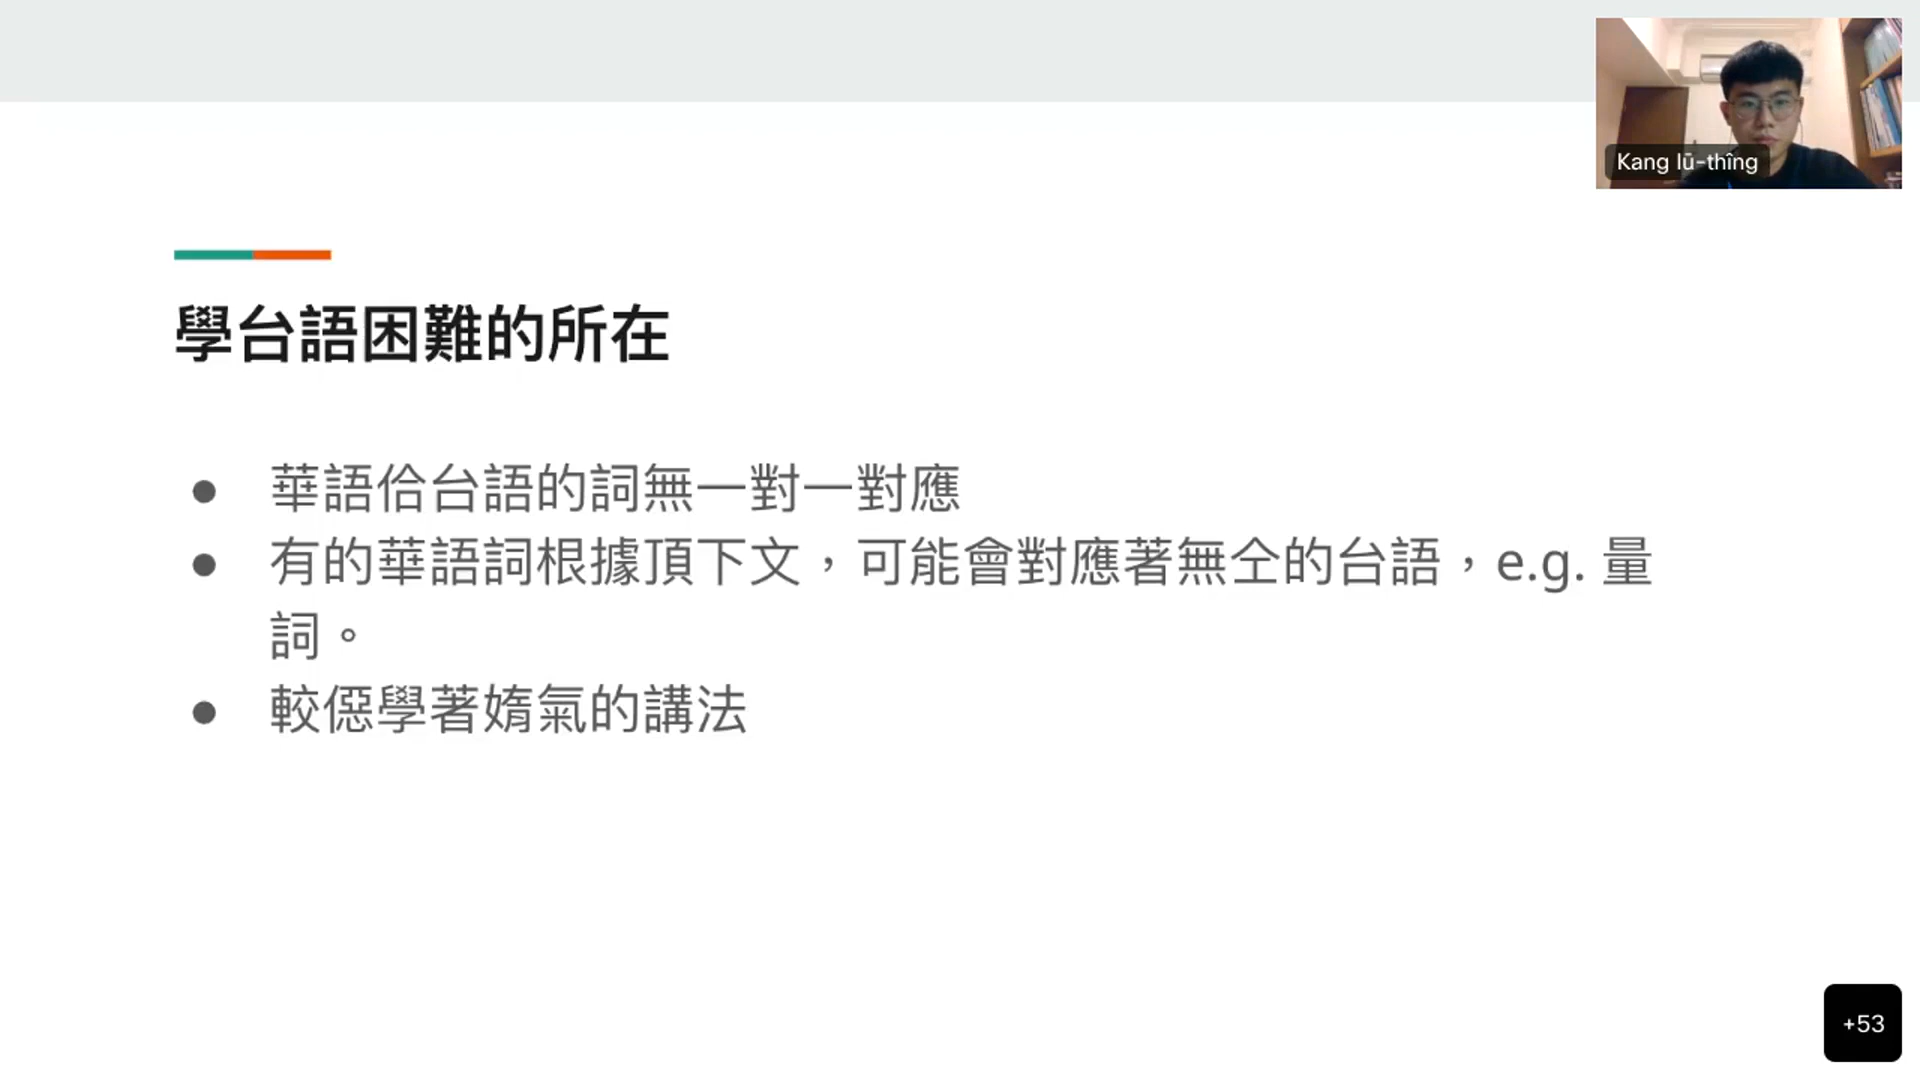 Kang lū-thîng
學台語困難的所在
● 華語佮台語的詞無一對一對應
● 有的華語詞根據頂下文，可能會對應著無仝的台語，e.g. 量
詞。
● 較僫學著媠氣的講法
+53